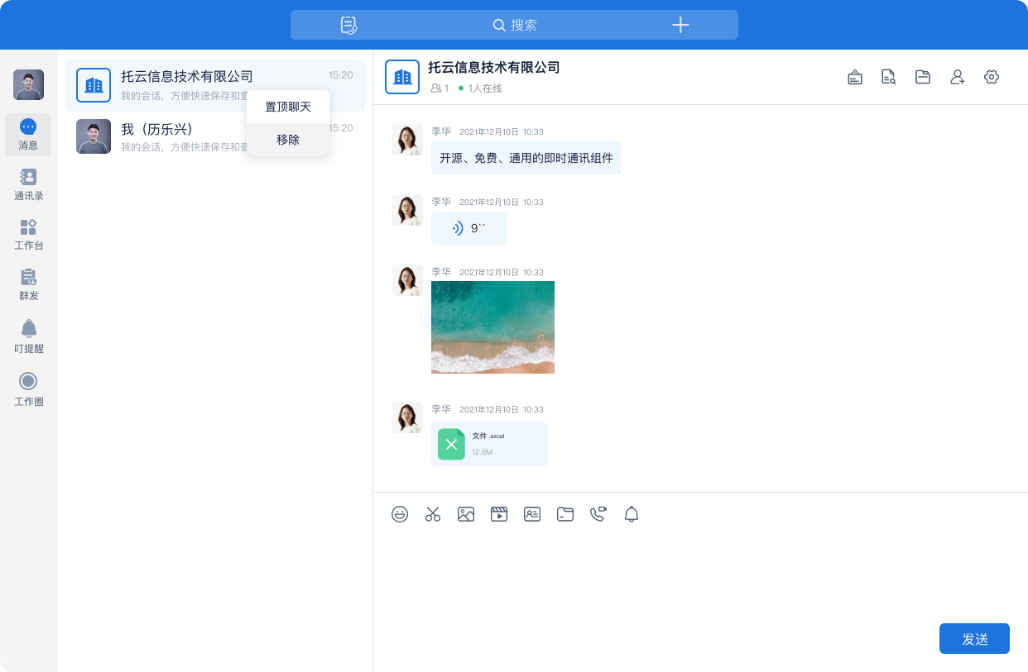 搜索
消息
通讯录
工作台
群发
叮提醒
工作圈
托云信息技术有限公司
15:20
我的会话，方便快速保存和查
我（历乐兴）
15:20
我的会话，方便快速保存和查
置顶聊天
移除
托云信息技术有限公司
1
1人在线
李华 2021年12月10日 10:33
开源、免费、通用的即时通讯组件
李华 2021年12月10日 10:33
9``
李华 2021年12月10日 10:33
李华 2021年12月10日 10:33
文件 .excel
12.8M
发送